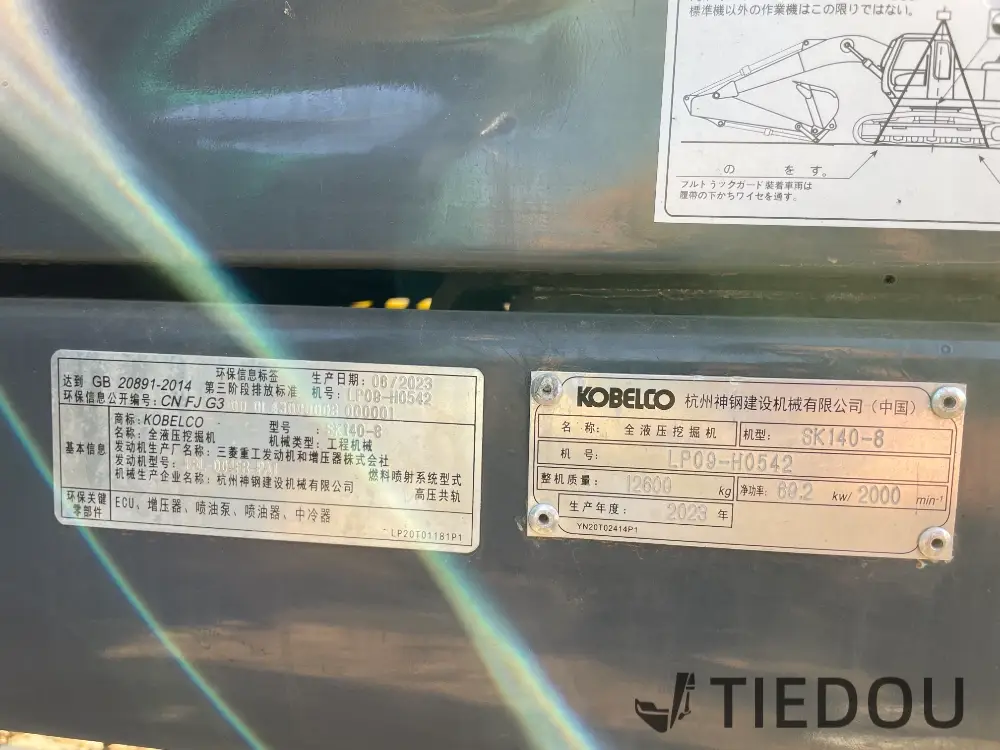 標準機以外の作業機はこの限りではない。
の を す。
フルトラックガード装着車両は
履帯の下かちワイセを通す。
环保信息标签
达到 GB 20891-2014 第三阶段排放标准
生产日期: 06/2023
机号: LP09-H0542
环保信息公开编号: CN FJ G3 000001
基本信息
商标: KOBELCO
型号: SK140-8
名称: 全液压挖掘机
机械类型: 工程机械
发动机生产厂名称: 三菱重工发动机和增压器株式会社
发动机型号:
燃料喷射系统型式
机械生产企业名称: 杭州神钢建设机械有限公司
高压共轨
环保关键零部件
ECU、增压器、喷油泵、喷油器、中冷器
LP20T01181P1
KOBELCO 杭州神钢建设机械有限公司（中国）
名 称: 全液压挖掘机 机型: SK140-8
机 号: LP09-H0542
整机质量: 12600 kg 净功率: 69.2 kw/ 2000 min⁻¹
生产年度: 2023 年
YN20T02414P1
TIEDOU